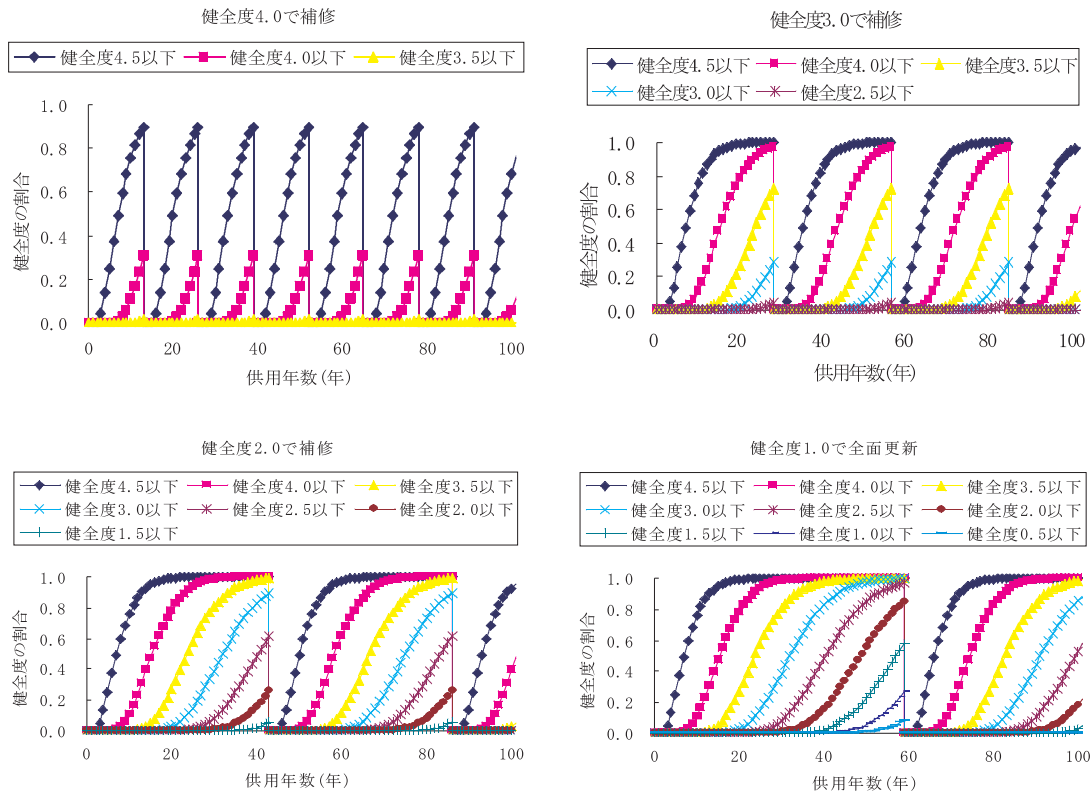 健全度4.0で補修
健全度4.5以下 健全度4.0以下 健全度3.5以下
健全度の割合
1.0
0.8
0.6
0.4
0.2
0.0
0 20 40 60 80 100
供用年数(年)
健全度3.0で補修
健全度4.5以下 健全度4.0以下 健全度3.5以下
健全度3.0以下 健全度2.5以下
健全度の割合
1.0
0.8
0.6
0.4
0.2
0.0
0 20 40 60 80 100
供用年数(年)
健全度2.0で補修
健全度4.5以下 健全度4.0以下 健全度3.5以下
健全度3.0以下 健全度2.5以下 健全度2.0以下
健全度1.5以下
健全度の割合
1.0
0.8
0.6
0.4
0.2
0.0
0 20 40 60 80 100
供用年数(年)
健全度1.0で全面更新
健全度4.5以下 健全度4.0以下 健全度3.5以下
健全度3.0以下 健全度2.5以下 健全度2.0以下
健全度1.5以下 健全度1.0以下 健全度0.5以下
健全度の割合
1.0
0.8
0.6
0.4
0.2
0.0
0 20 40 60 80 100
供用年数(年)